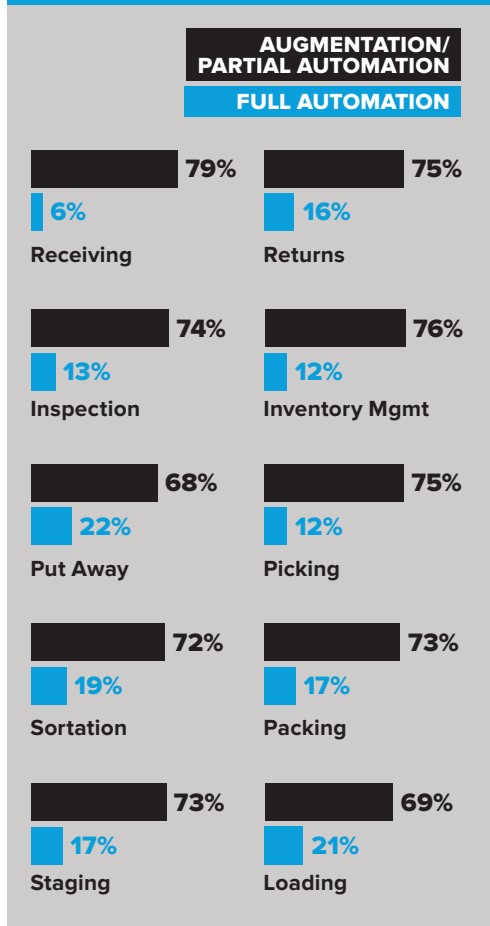 AUGMENTATION/
PARTIAL AUTOMATION
FULL AUTOMATION
79%
6%
Receiving
75%
16%
Returns
74%
13%
Inspection
76%
12%
Inventory Mgmt
68%
22%
Put Away
75%
12%
Picking
72%
19%
Sortation
73%
17%
Packing
73%
17%
Staging
69%
21%
Loading